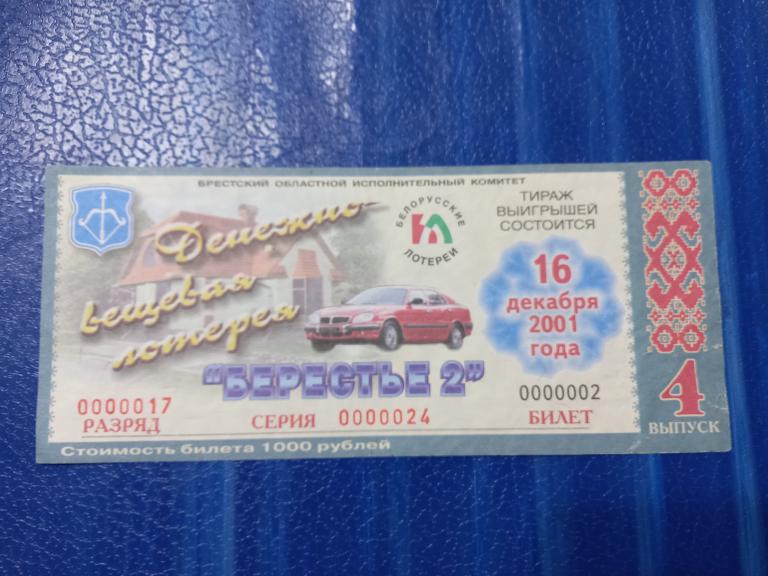 БРЕСТСКИЙ ОБЛАСТНОЙ ИСПОЛНИТЕЛЬНЫЙ КОМИТЕТ
Денежно-
вещевая
лотерея
БЕЛОРУССКИЕ
ЛОТЕРЕИ
ТИРАЖ
ВЫИГРЫШЕЙ
СОСТОИТСЯ
16
декабря
2001
года
"БЕРЕСТЬЕ 2"
0000017
РАЗРЯД
СЕРИЯ 0000024
0000002
БИЛЕТ
4
ВЫПУСК
Стоимость билета 1000 рублей